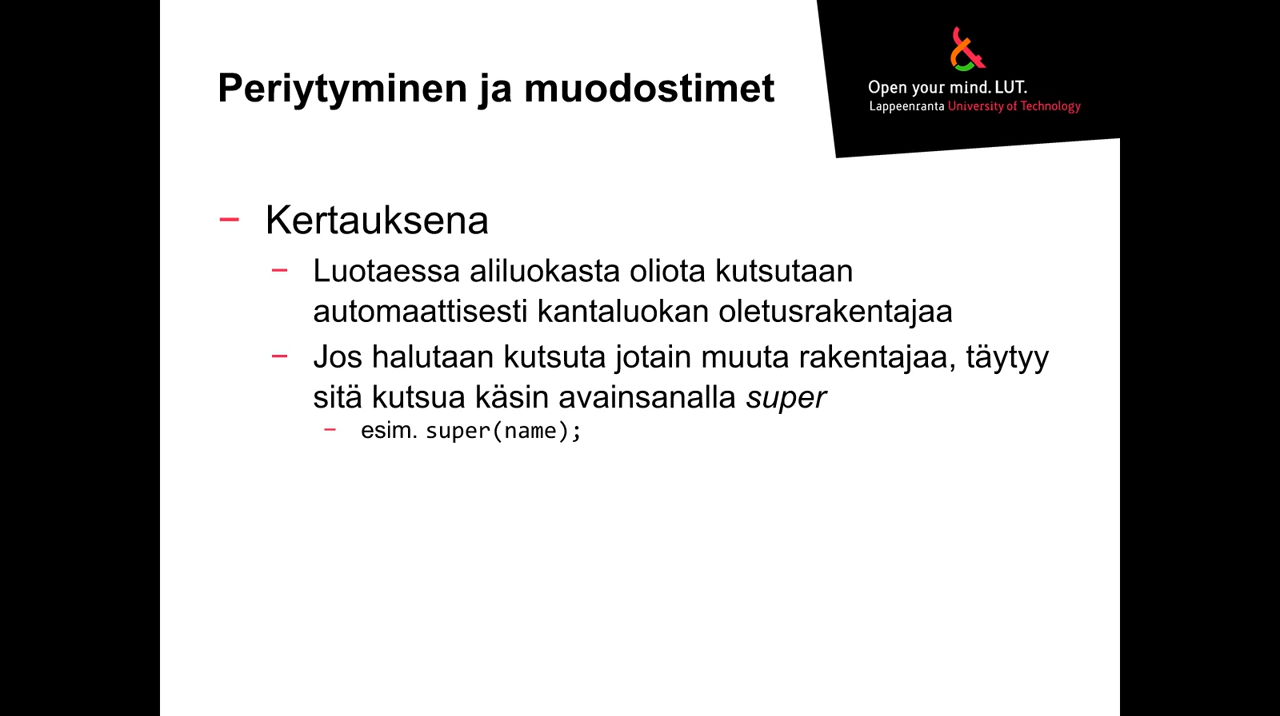 Periytyminen ja muodostimet
Open your mind. LUT.
Lappeenranta University of Technology
– Kertauksena
– Luotaessa aliluokasta oliota kutsutaan
automaattisesti kantaluokan oletusrakentajaa
– Jos halutaan kutsuta jotain muuta rakentajaa, täytyy
sitä kutsua käsin avainsanalla super
– esim. super(name);